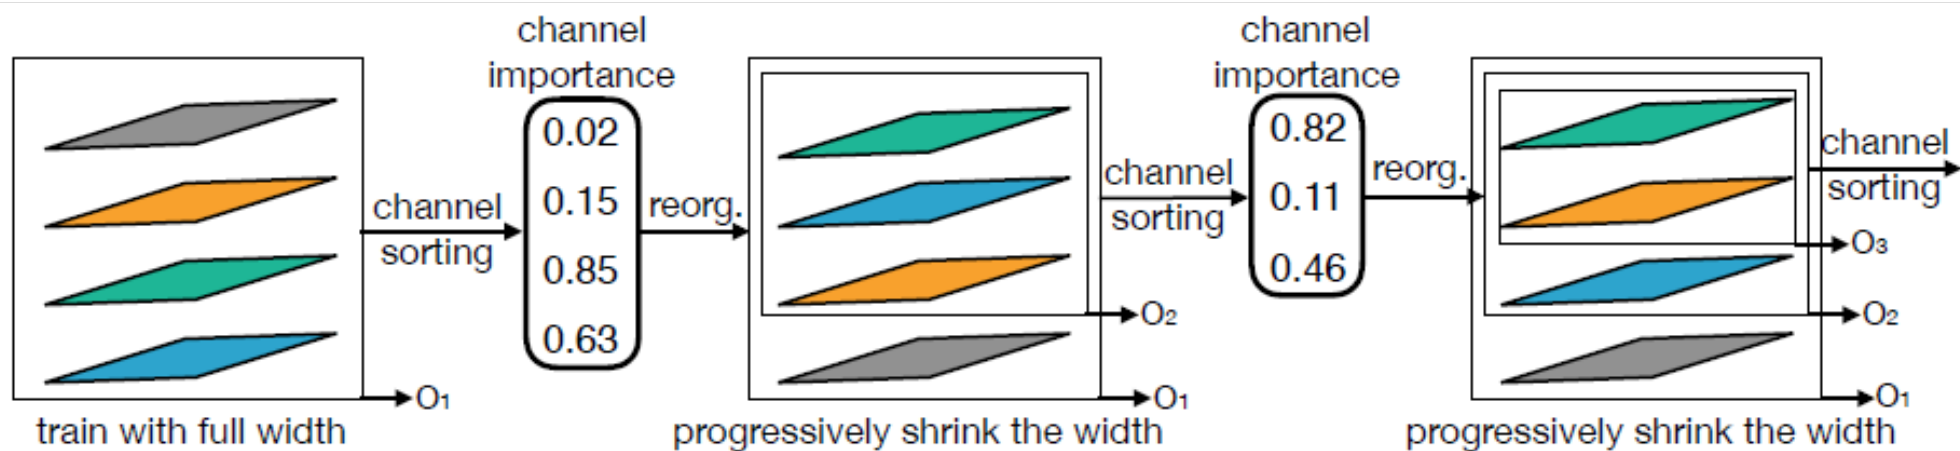 train with full width
O₁
channel
sorting
channel
importance
0.02
0.15
0.85
0.63
reorg.
O₂
O₁
progressively shrink the width
channel
sorting
channel
importance
0.82
0.11
0.46
reorg.
O₃
O₂
O₁
progressively shrink the width
channel
sorting